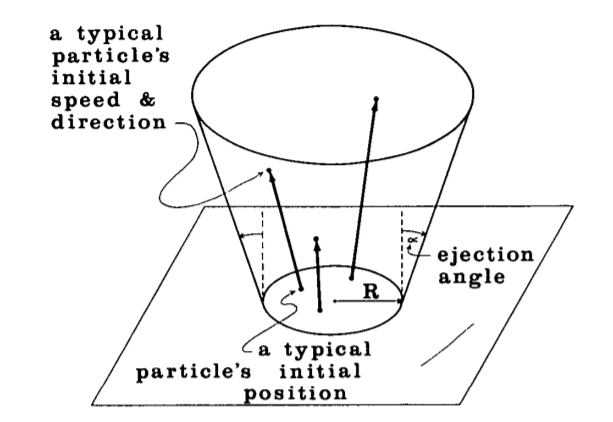 a typical
particle's
initial
speed &
direction
∝
ejection
angle
R
a typical
particle's initial
position